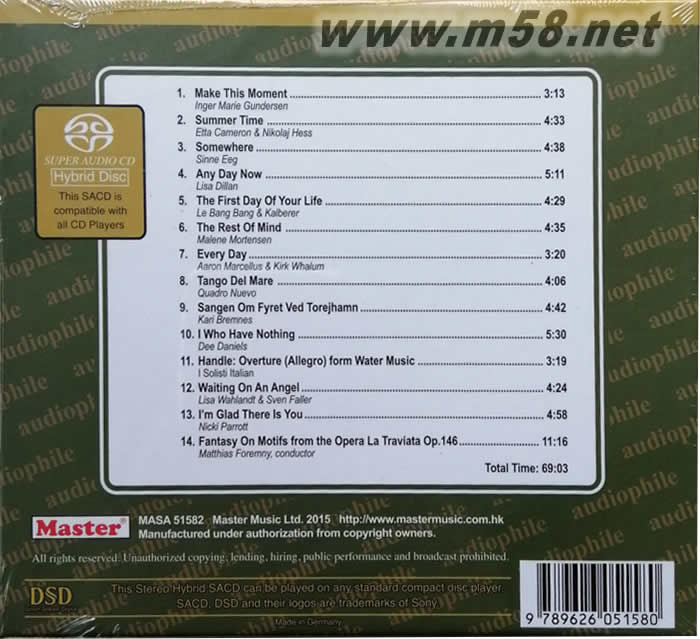 www.m58.net
audiophile
SUPER AUDIO CD
Hybrid Disc
This SACD is
compatible with
all CD Players
1. Make This Moment 3:13
Inger Marie Gundersen
2. Summer Time 4:33
Etta Cameron & Nikolaj Hess
3. Somewhere 4:38
Sinne Eeg
4. Any Day Now 5:11
Lisa Dillan
5. The First Day Of Your Life 4:29
Le Bang Bang & Kalberer
6. The Rest Of Mind 4:35
Malene Mortensen
7. Every Day 3:20
Aaron Marcellus & Kirk Whalum
8. Tango Del Mare 4:06
Quadro Nuevo
9. Sangen Om Fyret Ved Torejhamn 4:42
Kari Bremnes
10. I Who Have Nothing 5:30
Dee Daniels
11. Handle: Overture (Allegro) form Water Music 3:19
I Solisti Italian
12. Waiting On An Angel 4:24
Lisa Wahlandt & Sven Faller
13. I'm Glad There Is You 4:58
Nicki Parrott
14. Fantasy On Motifs from the Opera La Traviata Op.146 11:16
Matthias Foremny, conductor
Total Time: 69:03
Master®
MASA 51582 Master Music Ltd. 2015 http://www.mastermusic.com.hk
Manufactured under authorization from copyright owners.
All rights reserved. Unauthorized copying, lending, hiring, public performance and broadcast prohibited.
DSD
Direct Stream Digital
This Stereo Hybrid SACD can be played on any standard compact disc player.
SACD, DSD and their logos are trademarks of Sony.
Made in Germany
9 789626 051580